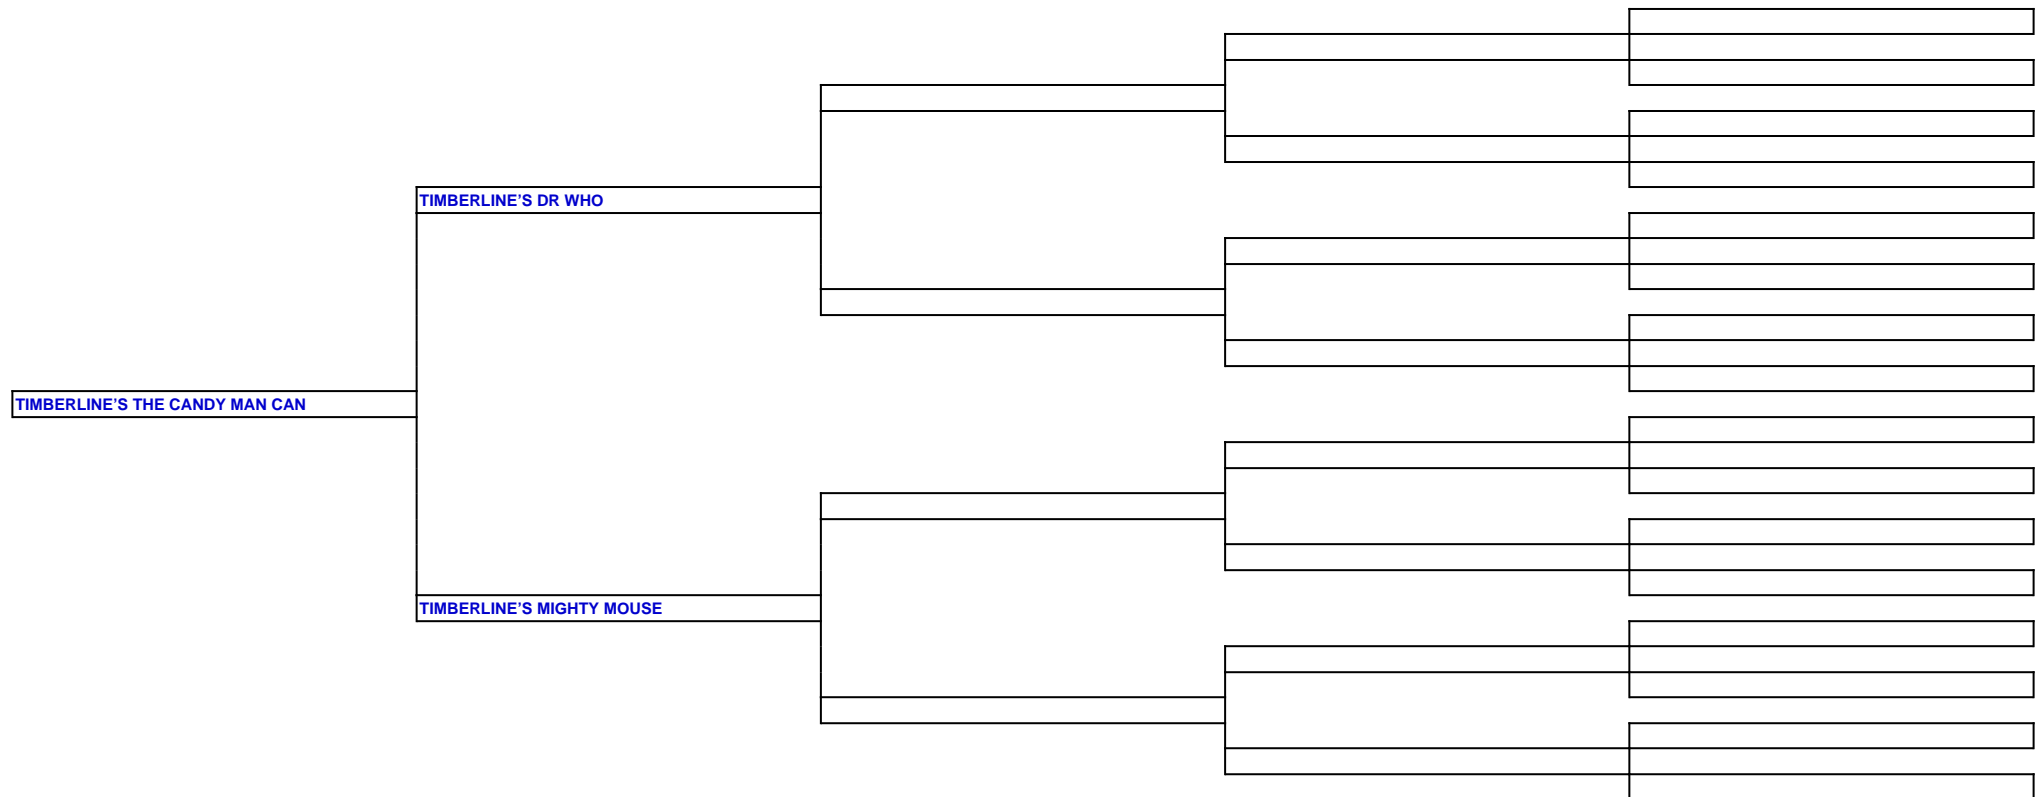 TIMBERLINE’S DR WHO
TIMBERLINE’S THE CANDY MAN CAN
TIMBERLINE’S MIGHTY MOUSE